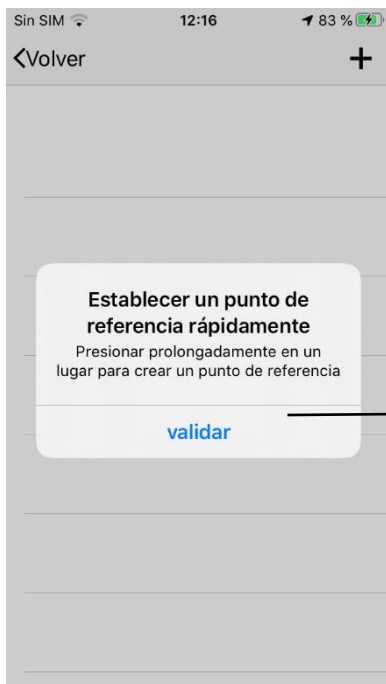 Sin SIM 12:16 83 %
Volver +
Establecer un punto de
referencia rápidamente
Presionar prolongadamente en un
lugar para crear un punto de referencia
validar